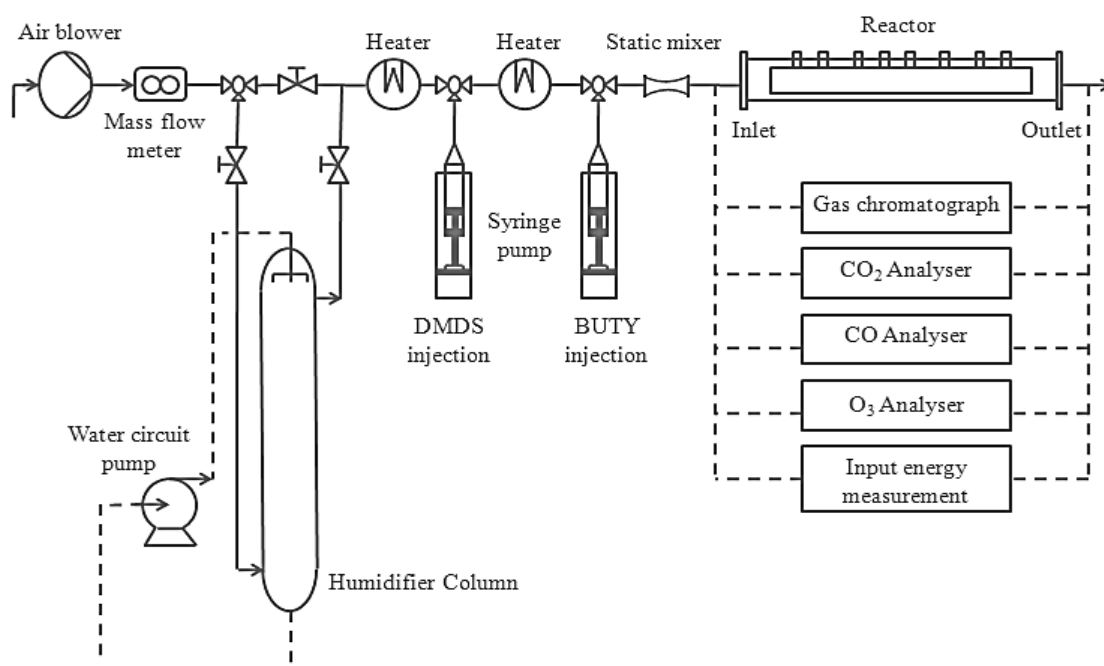 Air blower
Mass flow
meter
Heater
Heater
Static mixer
Reactor
Inlet
Outlet
Syringe
pump
DMDS
injection
BUTY
injection
Gas chromatograph
CO₂ Analyser
CO Analyser
O₃ Analyser
Input energy
measurement
Water circuit
pump
Humidifier Column